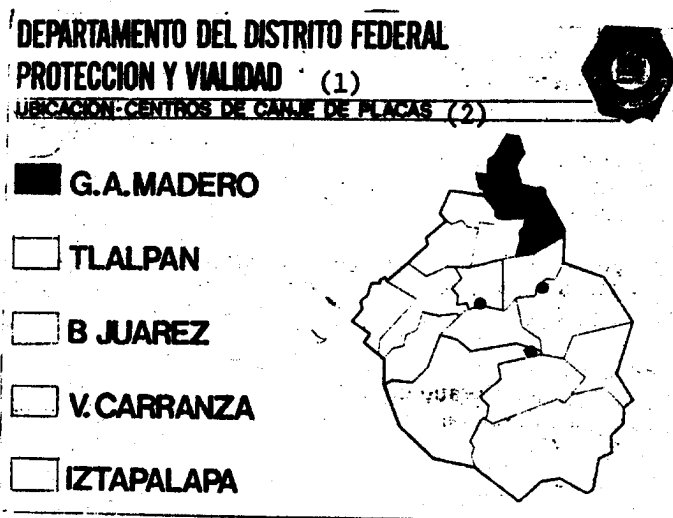 DEPARTAMENTO DEL DISTRITO FEDERAL
PROTECCION Y VIALIDAD (1)
UBICACION-CENTROS DE CANJE DE PLACAS (2)
G.A.MADERO
TLALPAN
B JUAREZ
V.CARRANZA
IZTAPALAPA